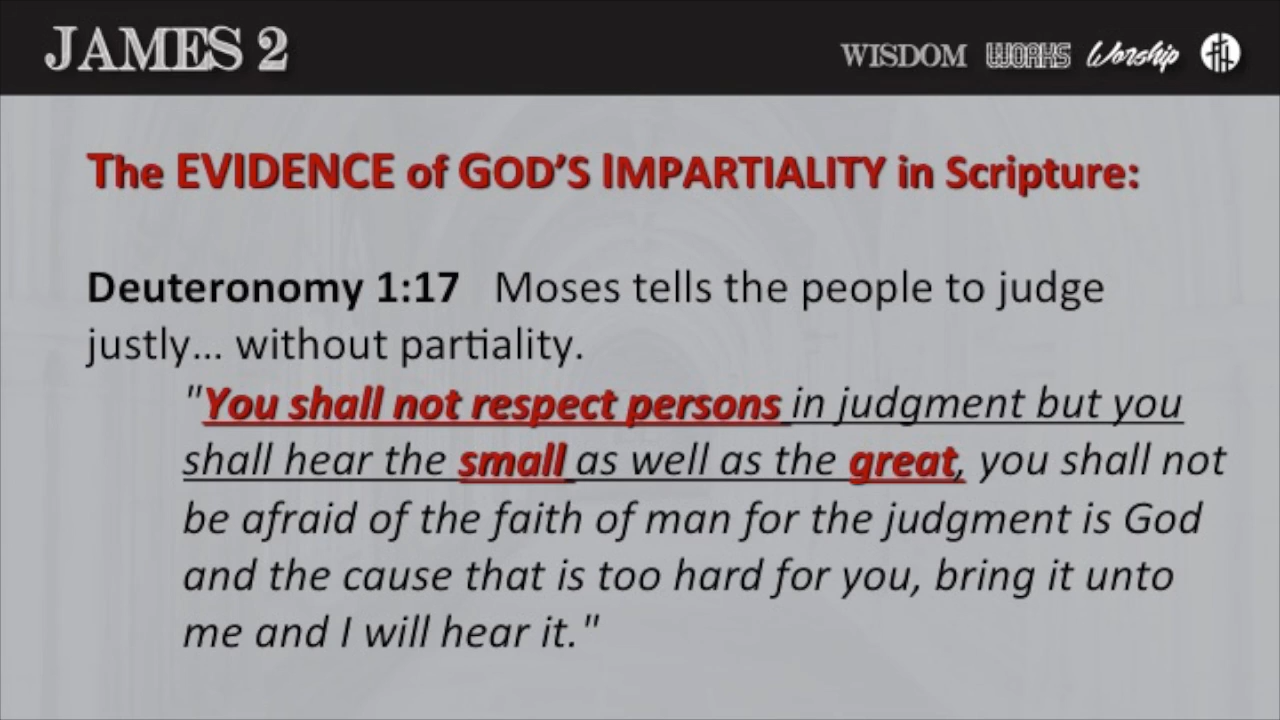 JAMES 2
WISDOM WORKS Worship
The EVIDENCE of GOD'S IMPARTIALITY in Scripture:
Deuteronomy 1:17 Moses tells the people to judge
justly... without partiality.
"You shall not respect persons in judgment but you
shall hear the small as well as the great, you shall not
be afraid of the faith of man for the judgment is God
and the cause that is too hard for you, bring it unto
me and I will hear it."